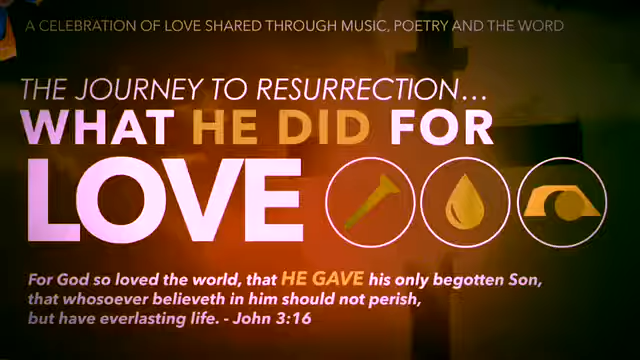 A CELEBRATION OF LOVE SHARED THROUGH MUSIC, POETRY AND THE WORD
THE JOURNEY TO RESURRECTION...
WHAT HE DID FOR
LOVE
For God so loved the world, that HE GAVE his only begotten Son,
that whosoever believeth in him should not perish,
but have everlasting life. - John 3:16